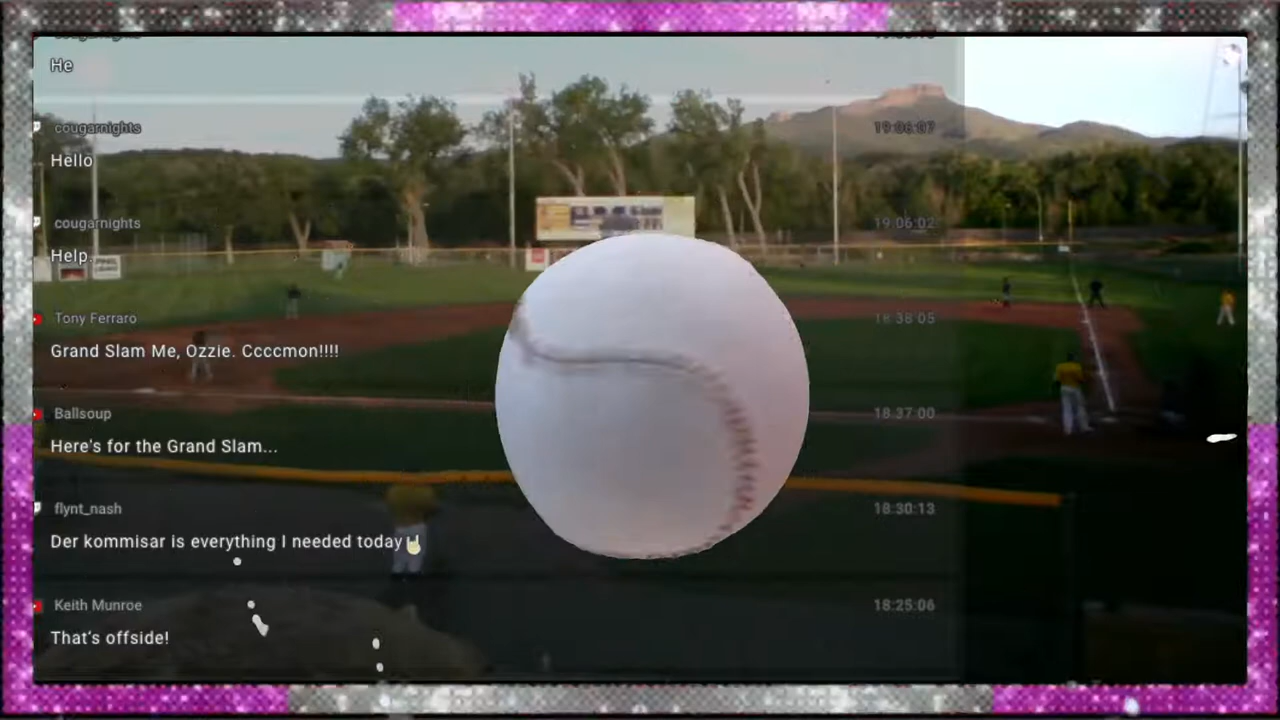 He
cougarnights 19:06:07
Hello
cougarnights 19:06:02
Help.
Tony Ferraro 18:38:05
Grand Slam Me, Ozzie. Ccccmon!!!!
Ballsoup 18:37:00
Here's for the Grand Slam...
flynt_nash 18:30:13
Der kommisar is everything I needed today
Keith Munroe 18:25:06
That's offside!